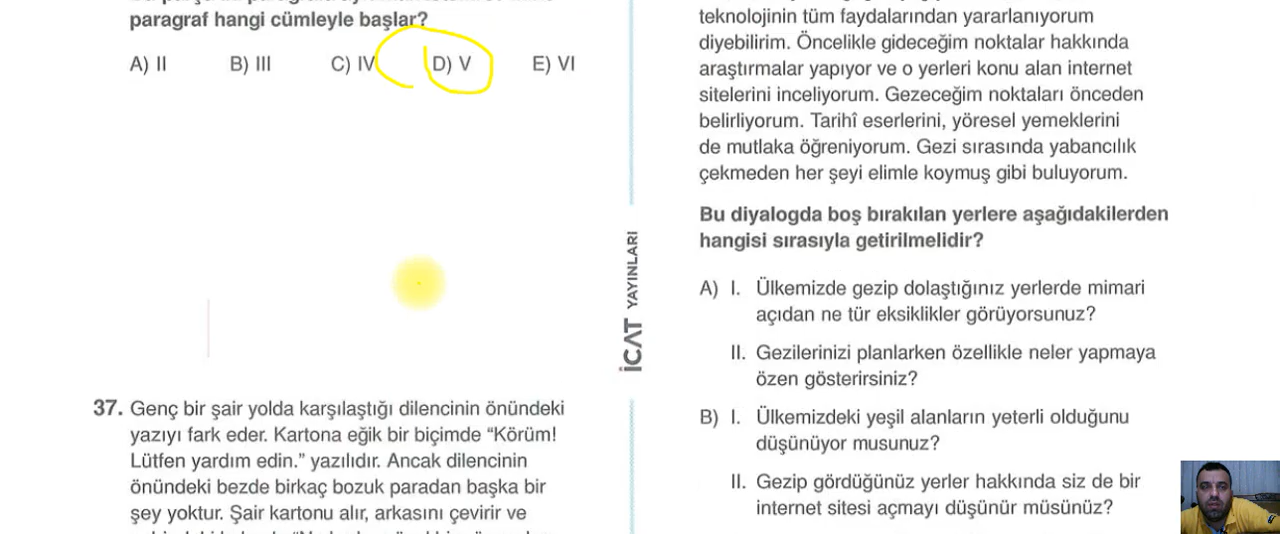 paragraf hangi cümleyle başlar?
A) II B) III C) IV D) V E) VI
37. Genç bir şair yolda karşılaştığı dilencinin önündeki
yazıyı fark eder. Kartona eğik bir biçimde “Körüm!
Lütfen yardım edin.” yazılıdır. Ancak dilencinin
önündeki bezde birkaç bozuk paradan başka bir
şey yoktur. Şair kartonu alır, arkasını çevirir ve
İCAT YAYINLARI
teknolojinin tüm faydalarından yararlanıyorum
diyebilirim. Öncelikle gideceğim noktalar hakkında
araştırmalar yapıyor ve o yerleri konu alan internet
sitelerini inceliyorum. Gezeceğim noktaları önceden
belirliyorum. Tarihî eserlerini, yöresel yemeklerini
de mutlaka öğreniyorum. Gezi sırasında yabancılık
çekmeden her şeyi elimle koymuş gibi buluyorum.
Bu diyalogda boş bırakılan yerlere aşağıdakilerden
hangisi sırasıyla getirilmelidir?
A) I. Ülkemizde gezip dolaştığınız yerlerde mimari
açıdan ne tür eksiklikler görüyorsunuz?
II. Gezilerinizi planlarken özellikle neler yapmaya
özen gösterirsiniz?
B) I. Ülkemizdeki yeşil alanların yeterli olduğunu
düşünüyor musunuz?
II. Gezip gördüğünüz yerler hakkında siz de bir
internet sitesi açmayı düşünür müsünüz?